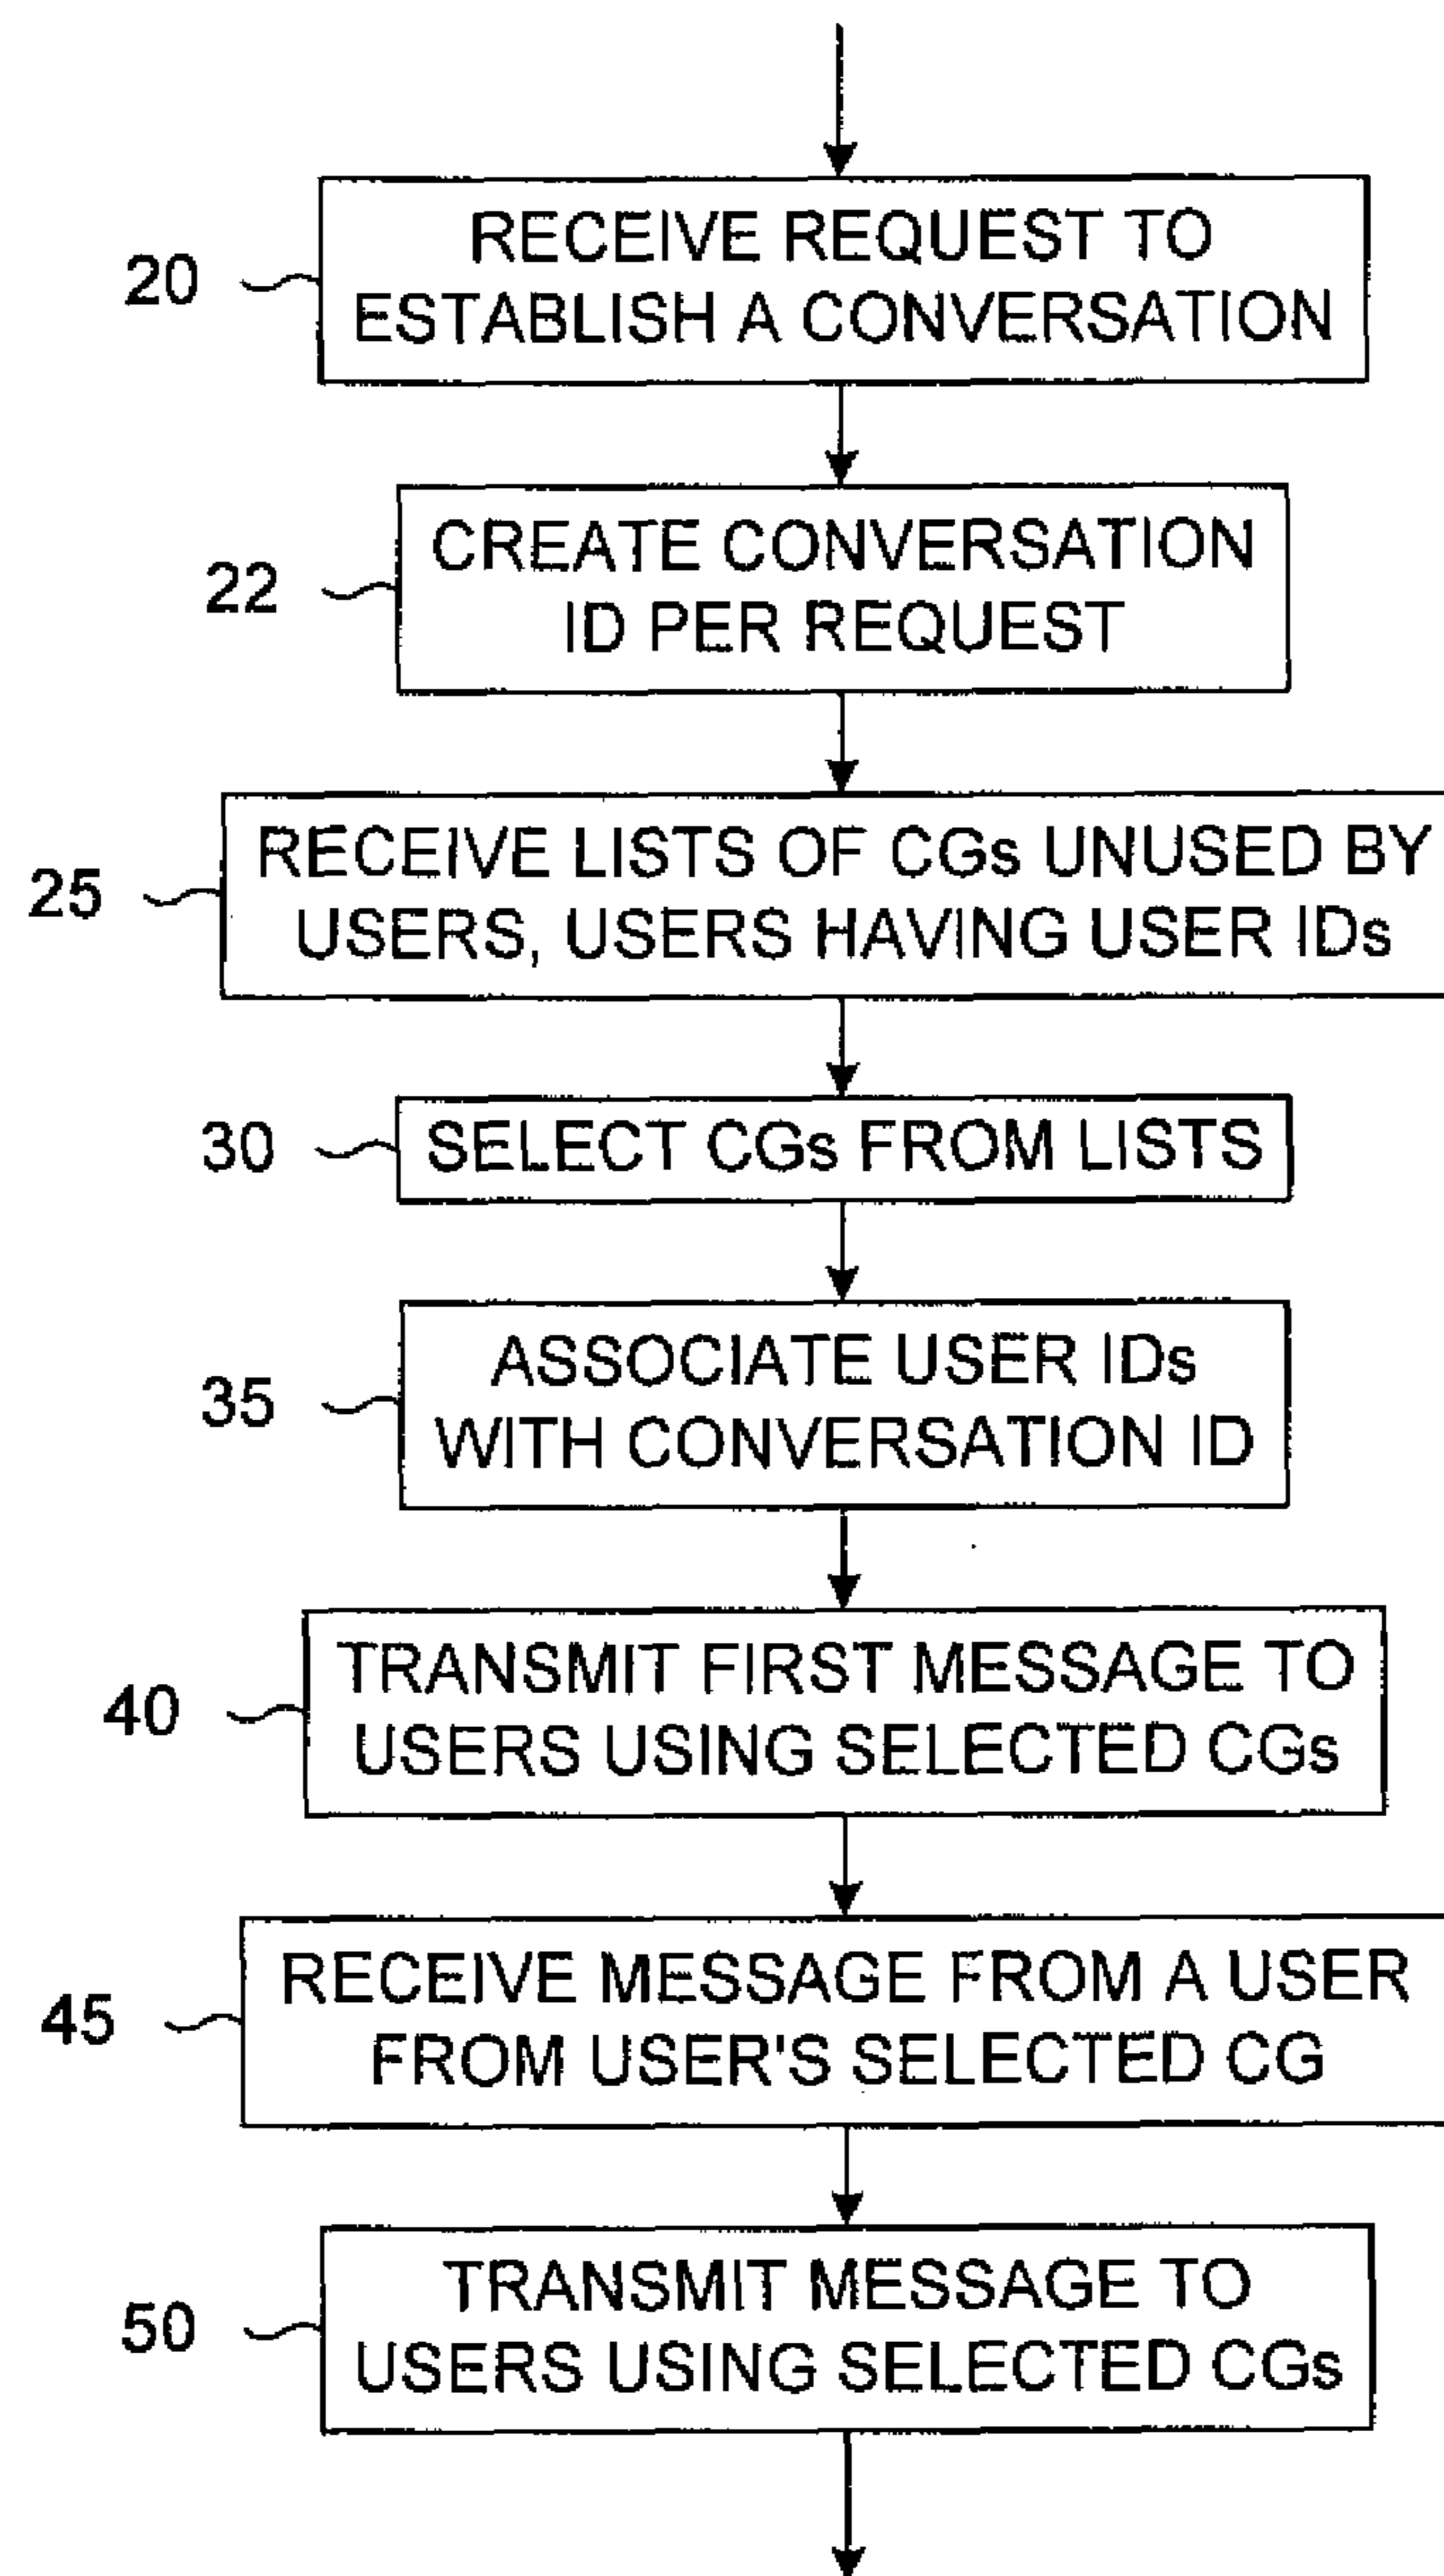 20
RECEIVE REQUEST TO
ESTABLISH A CONVERSATION
22
CREATE CONVERSATION
ID PER REQUEST
25
RECEIVE LISTS OF CGs UNUSED BY
USERS, USERS HAVING USER IDs
30
SELECT CGs FROM LISTS
35
ASSOCIATE USER IDs
WITH CONVERSATION ID
40
TRANSMIT FIRST MESSAGE TO
USERS USING SELECTED CGs
45
RECEIVE MESSAGE FROM A USER
FROM USER'S SELECTED CG
50
TRANSMIT MESSAGE TO
USERS USING SELECTED CGs